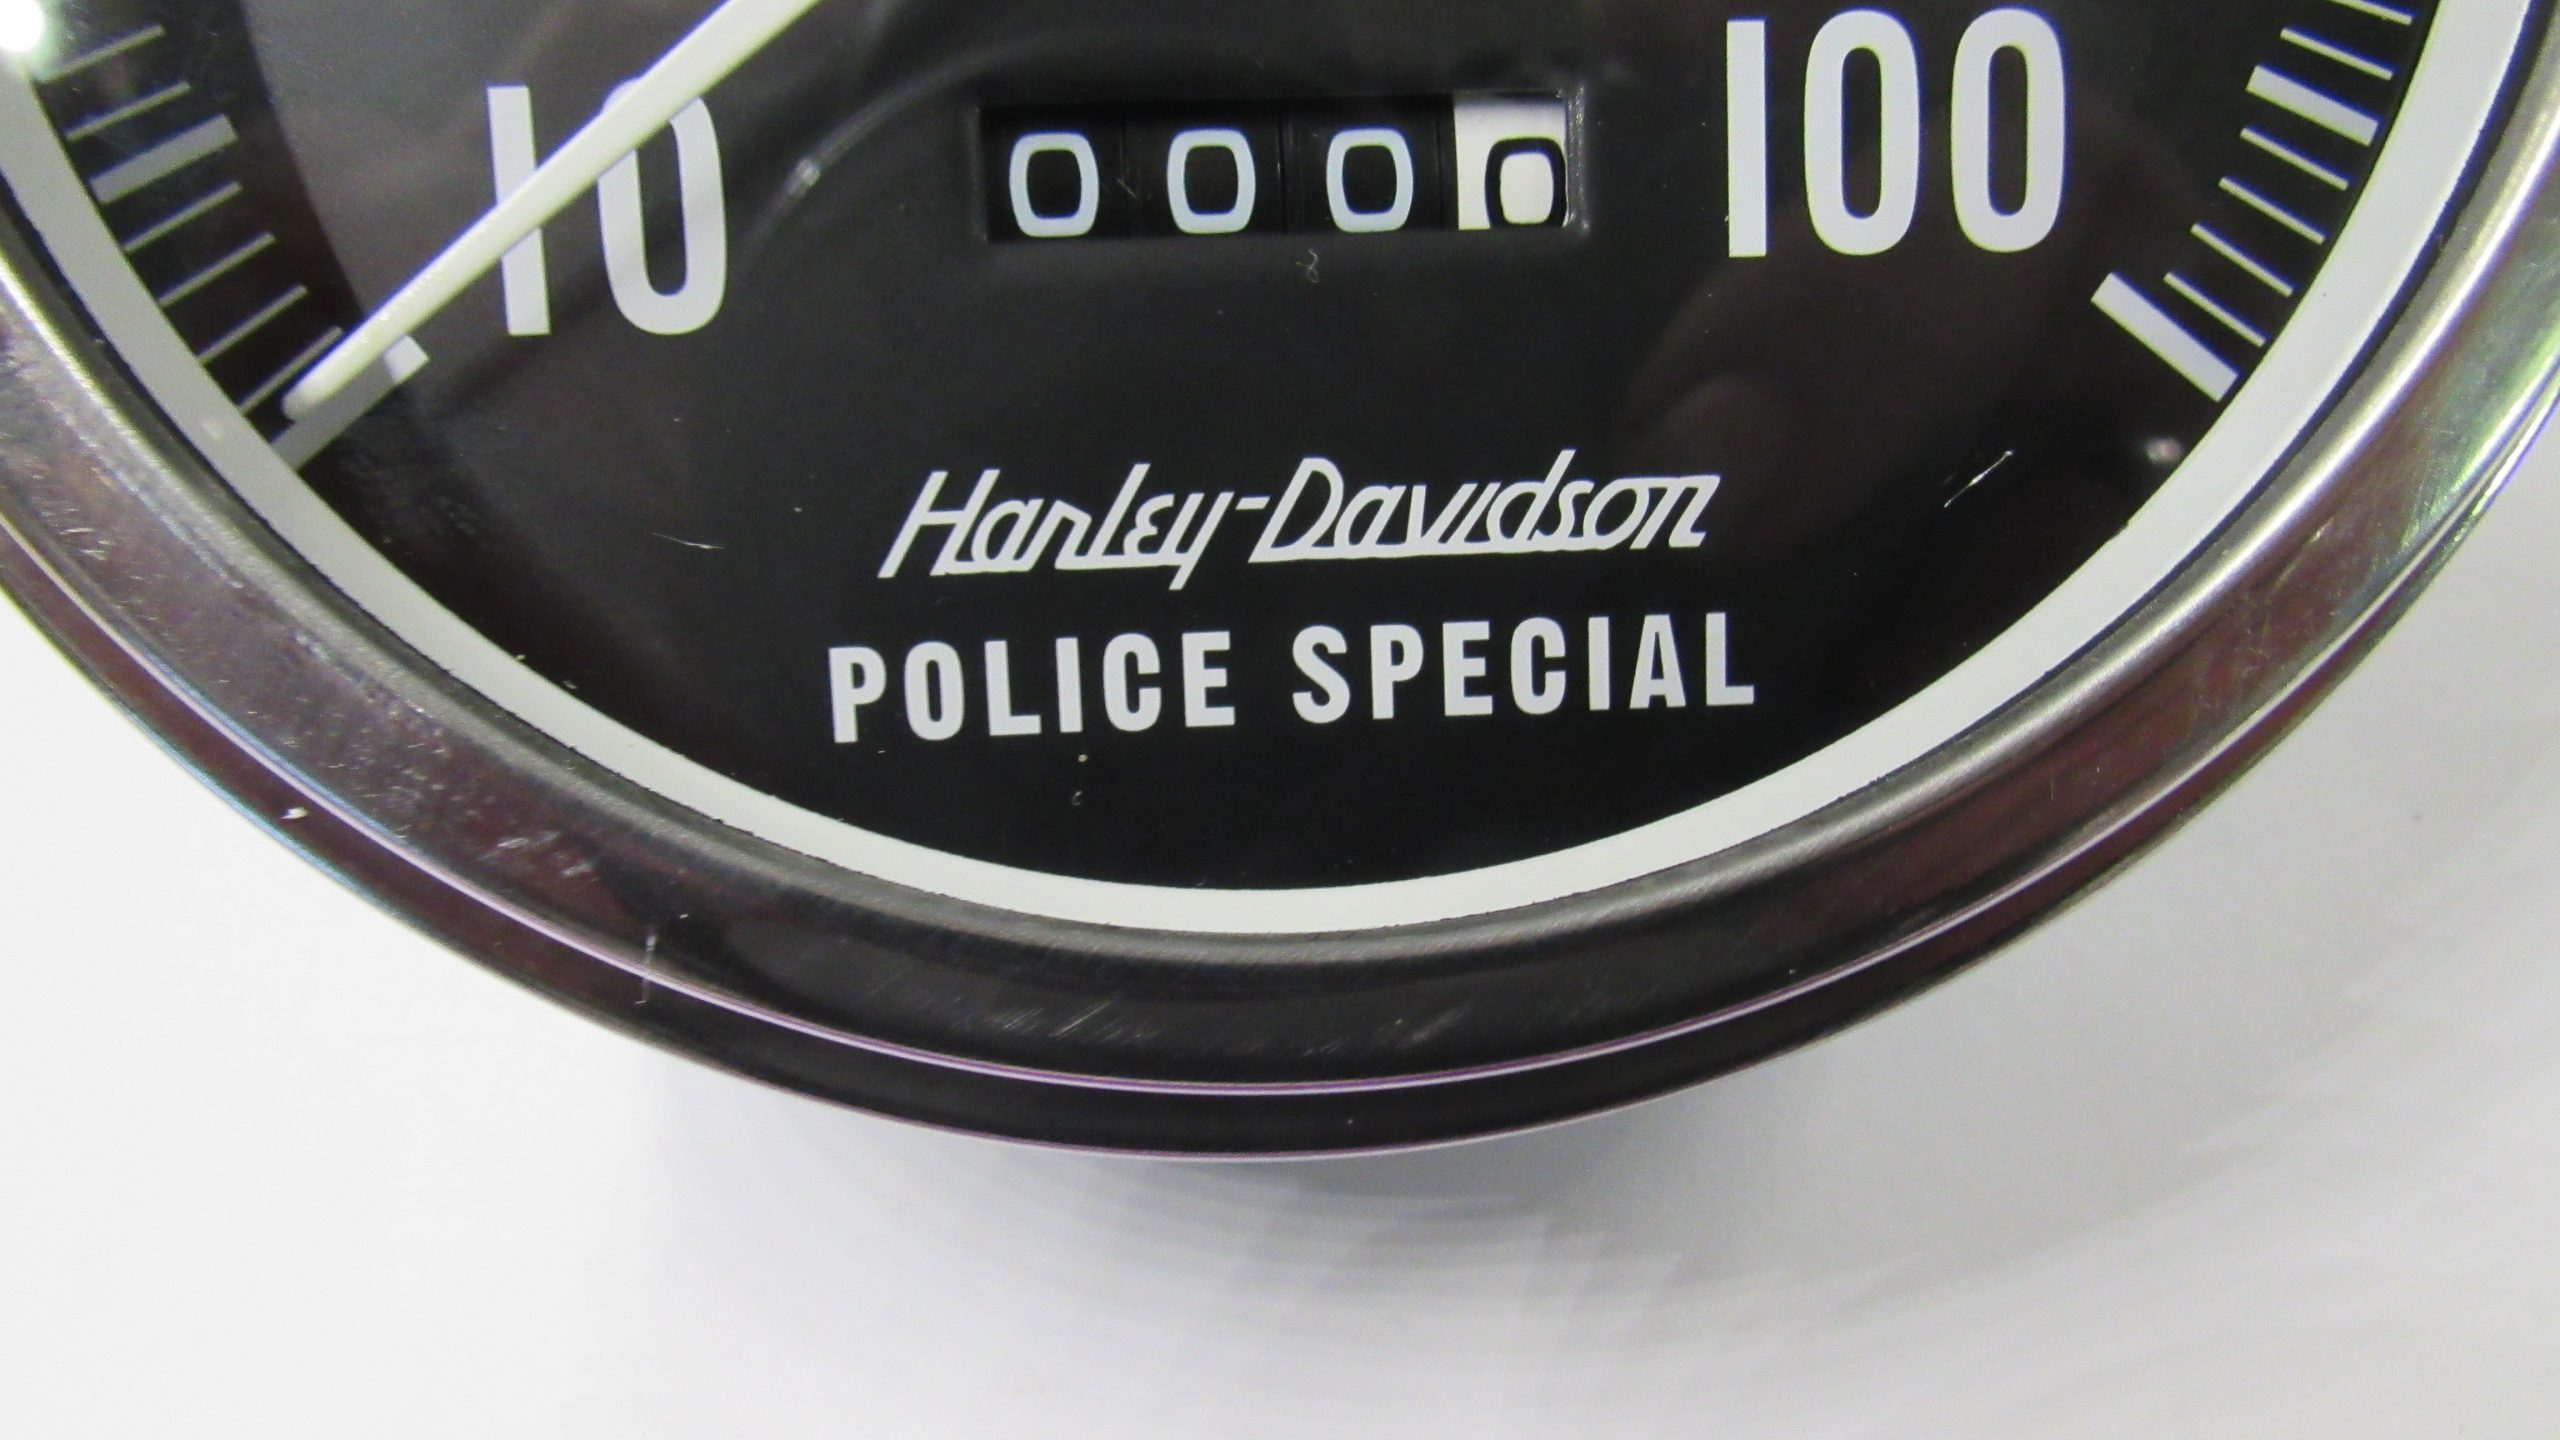 10 0000 100
Harley-Davidson
POLICE SPECIAL